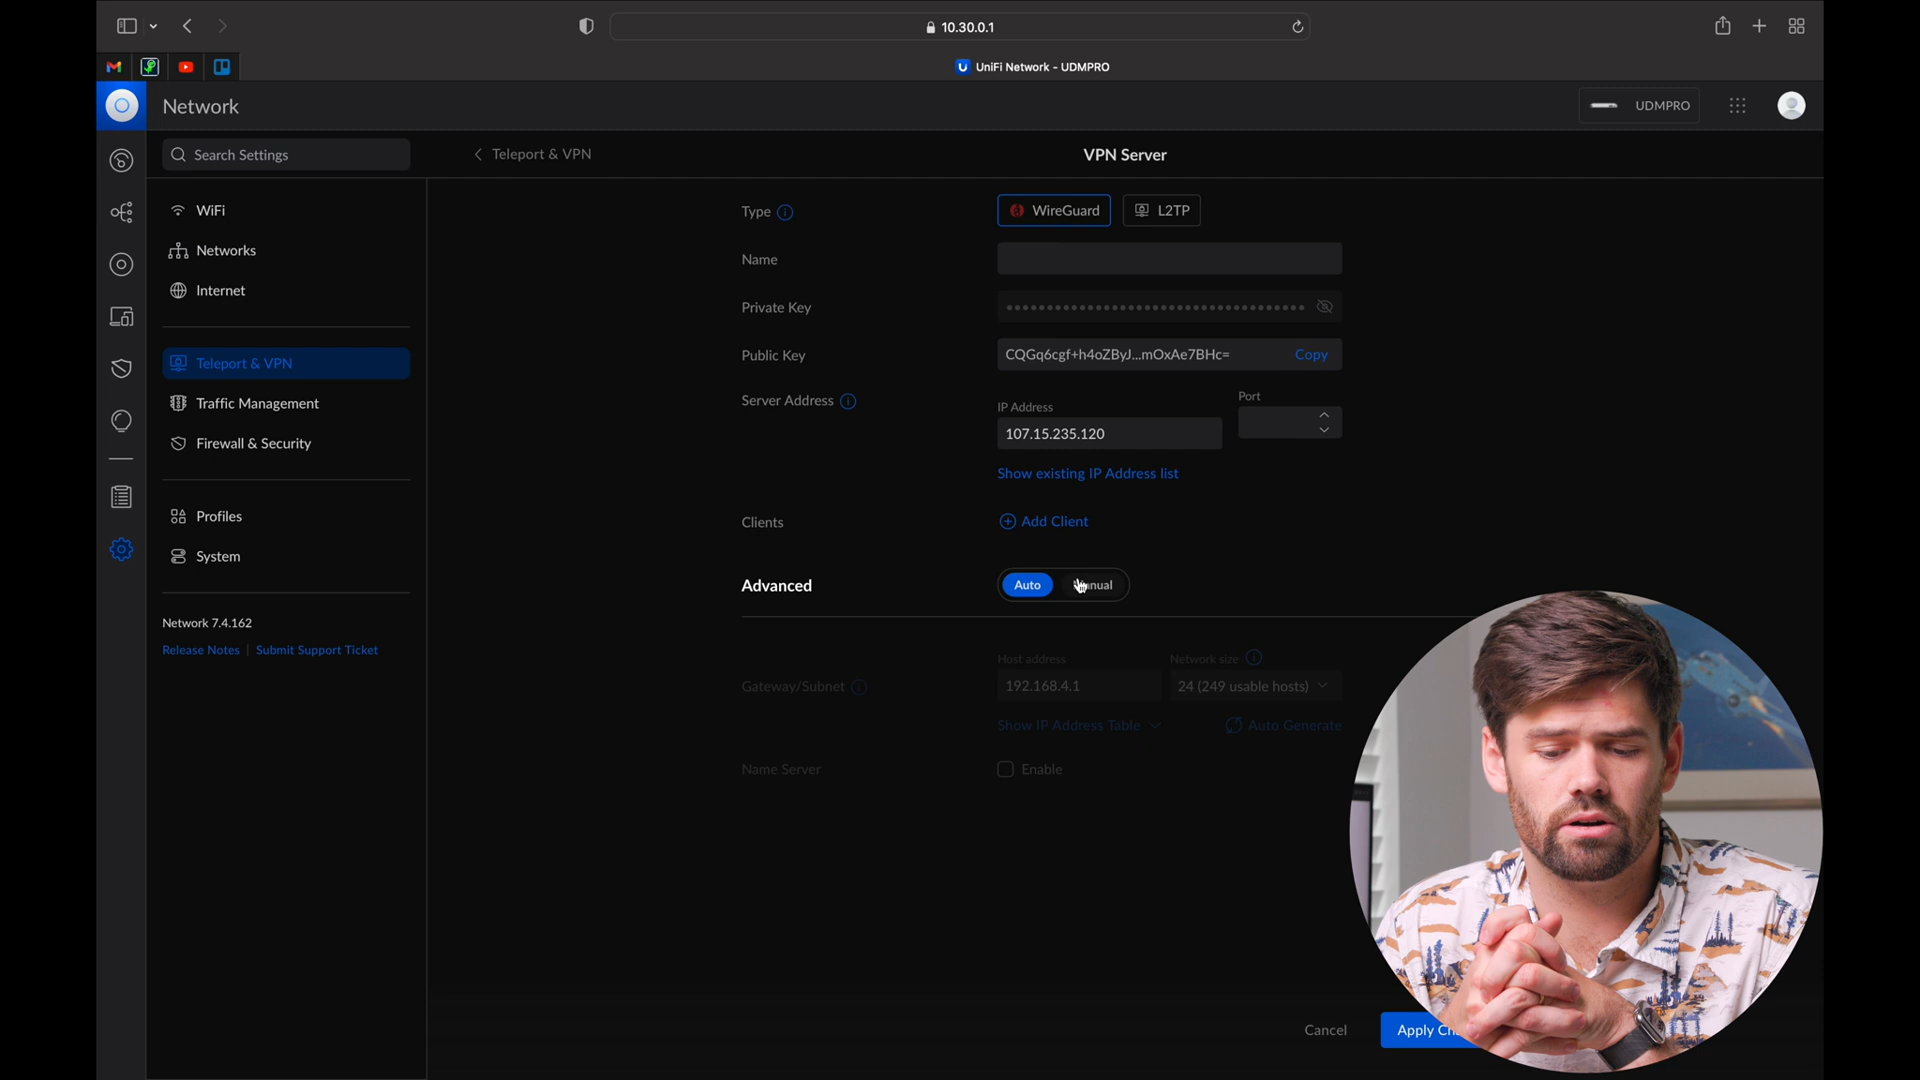 10.30.0.1
UniFi Network - UDMPRO
Network
UDMPRO
Search Settings
Teleport & VPN
VPN Server
WiFi
Networks
Internet
Teleport & VPN
Traffic Management
Firewall & Security
Profiles
System
Network 7.4.162
Release Notes | Submit Support Ticket
Type
WireGuard
L2TP
Name
Private Key
Public Key
CQGq6cgf+h4oZByJ...mOxAe7BHc=
Copy
Server Address
IP Address
Port
107.15.235.120
Show existing IP Address list
Clients
Add Client
Advanced
Auto
Host address
Network size
Gateway/Subnet
192.168.4.1
24 (249 usable hosts)
Show IP Address Table
Auto Generate
Name Server
Enable
Cancel
Apply